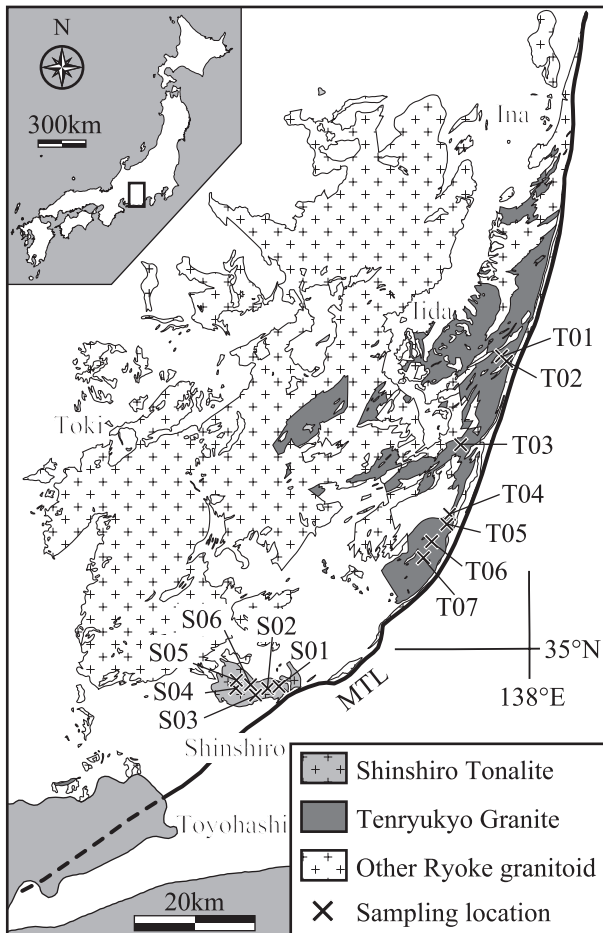 N
300km
Ina
Iida
T01
T02
Toki
T03
T04
T05
T06
T07
S06
S02
S05
S01
S04
S03
35°N
138°E
MTL
Shinshiro
Toyohashi
Shinshiro Tonalite
Tenryukyo Granite
Other Ryoke granitoid
Sampling location
20km